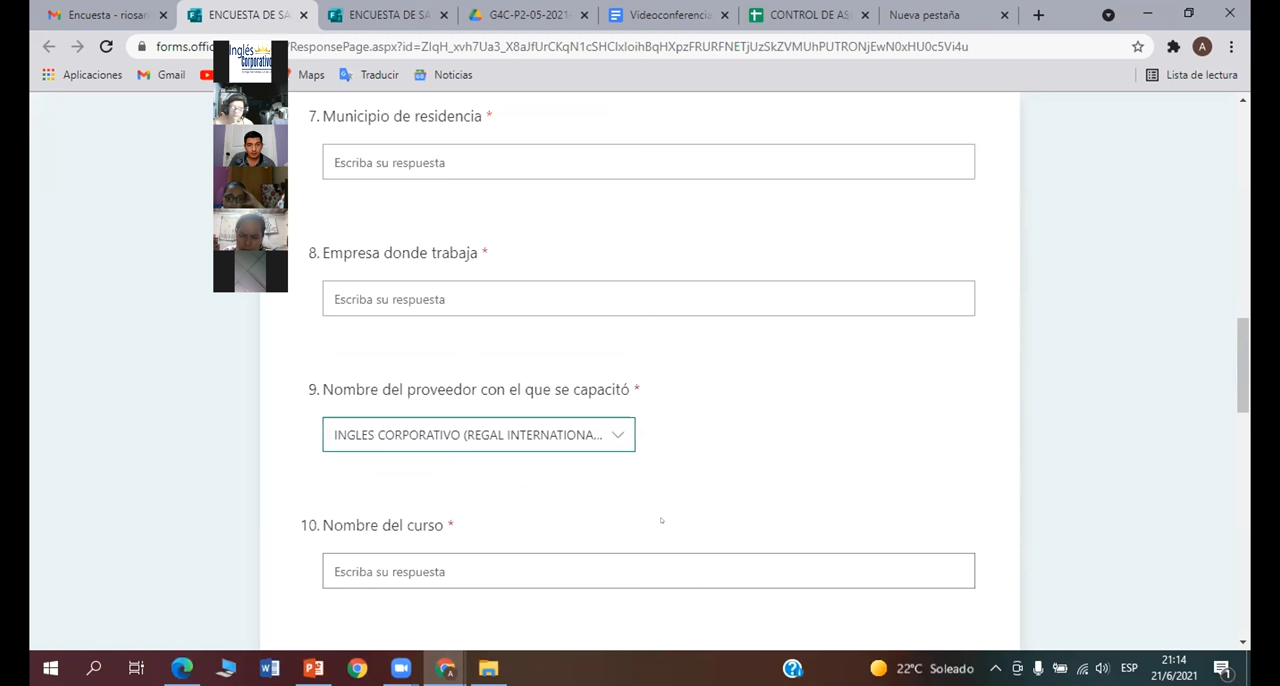 Encuesta - riosar
ENCUESTA DE SA
ENCUESTA DE SA
G4C-P2-05-2021-
Videoconferencia
CONTROL DE AS
Nueva pestaña
forms.offic
/ResponsePage.aspx?id=ZIqH_xvh7Ua3_X8aJfUrCKqN1cSHClxIoihBqHXpzFRURFNETjUzSkZVMUhPUTRONjEwN0xHU0c5Vi4u
A
Aplicaciones
Gmail
Maps
Traducir
Noticias
Lista de lectura
Inglés
Corporativo
7. Municipio de residencia *
Escriba su respuesta
8. Empresa donde trabaja *
Escriba su respuesta
9. Nombre del proveedor con el que se capacitó *
INGLES CORPORATIVO (REGAL INTERNATIONA...
10. Nombre del curso *
Escriba su respuesta
22°C Soleado
ESP
21:14
21/6/2021
1